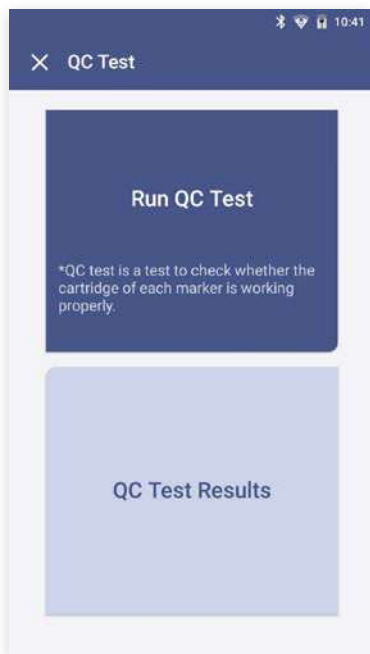 10:41
QC Test
Run QC Test
*QC test is a test to check whether the
cartridge of each marker is working
properly.
QC Test Results